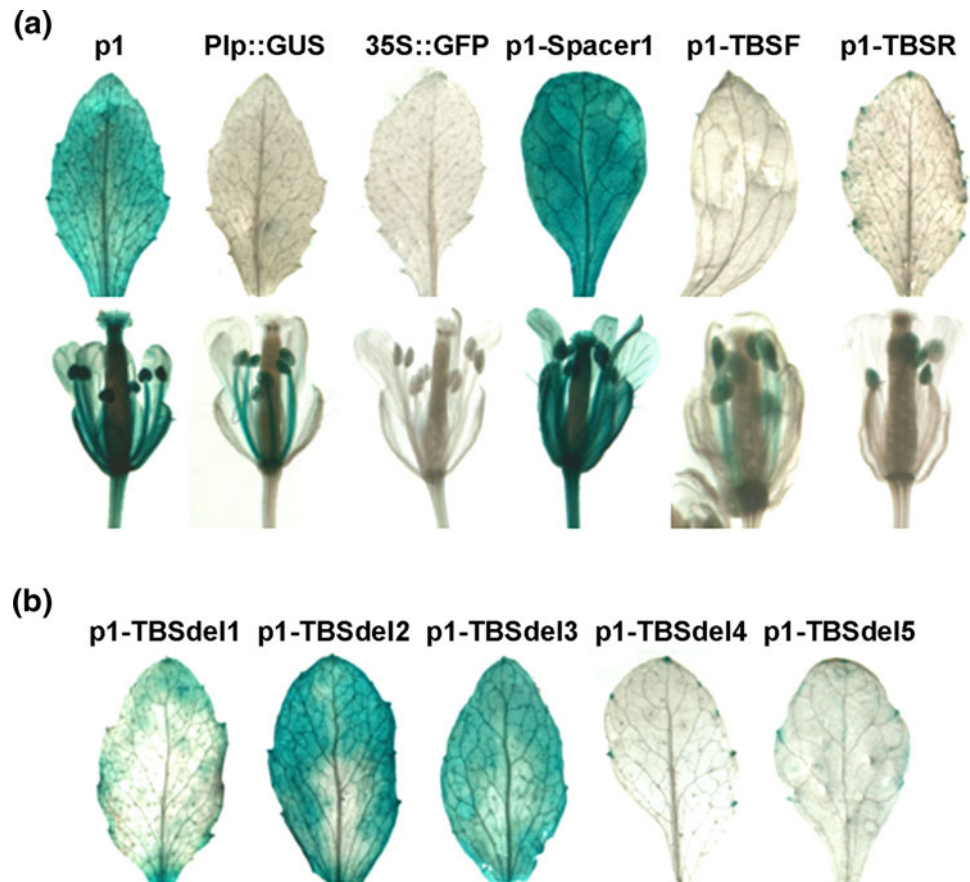 (a)
p1 PIp::GUS 35S::GFP p1-Spacer1 p1-TBSF p1-TBSR
(b)
p1-TBSdel1 p1-TBSdel2 p1-TBSdel3 p1-TBSdel4 p1-TBSdel5